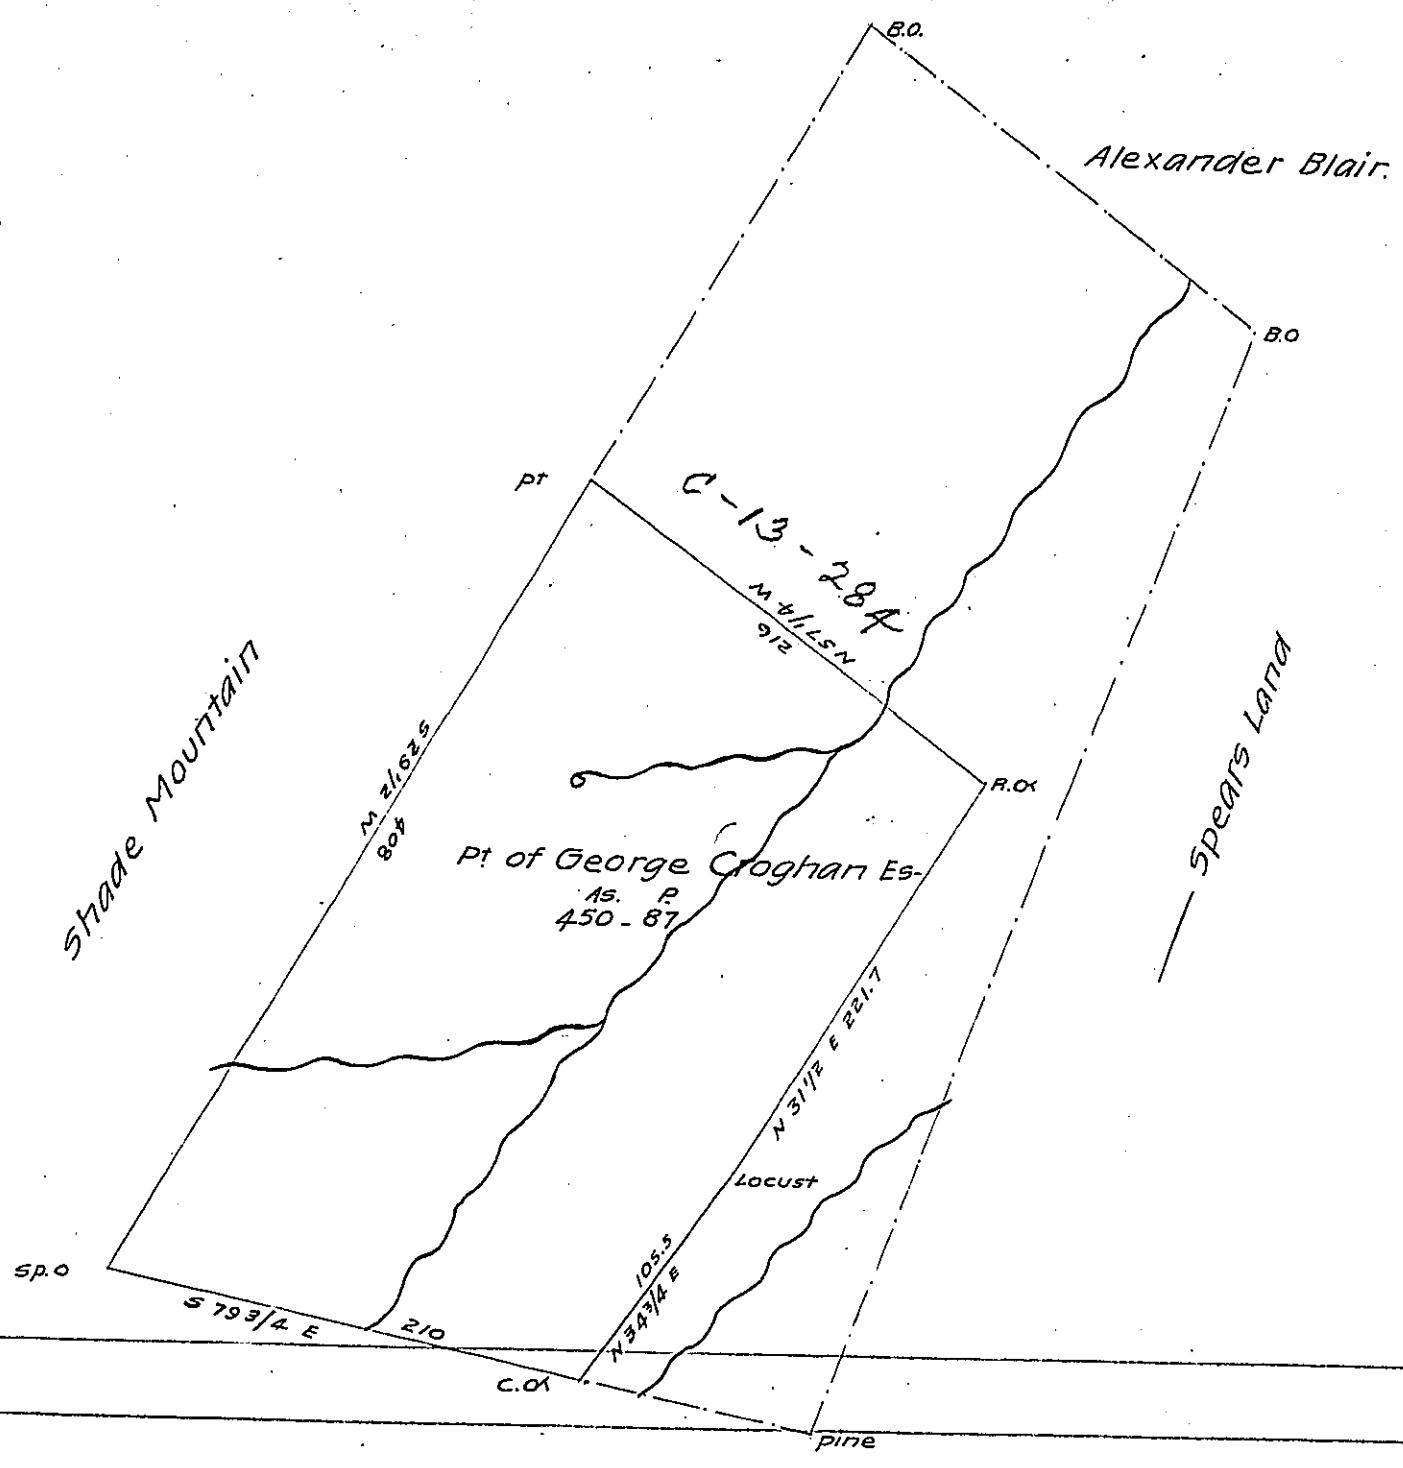 B.O.
Alexander Blair.
B.O
pt
C-13-284
N 57 1/4 W
216
Shade Mountain
S 29 1/2 W
408
Spears Land
R.O
Pt of George Croghan Es-
As. P.
450-87
N 31 1/2 E 221.7
Locust
105.5
N 34 3/4 E
Sp.o
S 79 3/4 E
210
C.O
pine